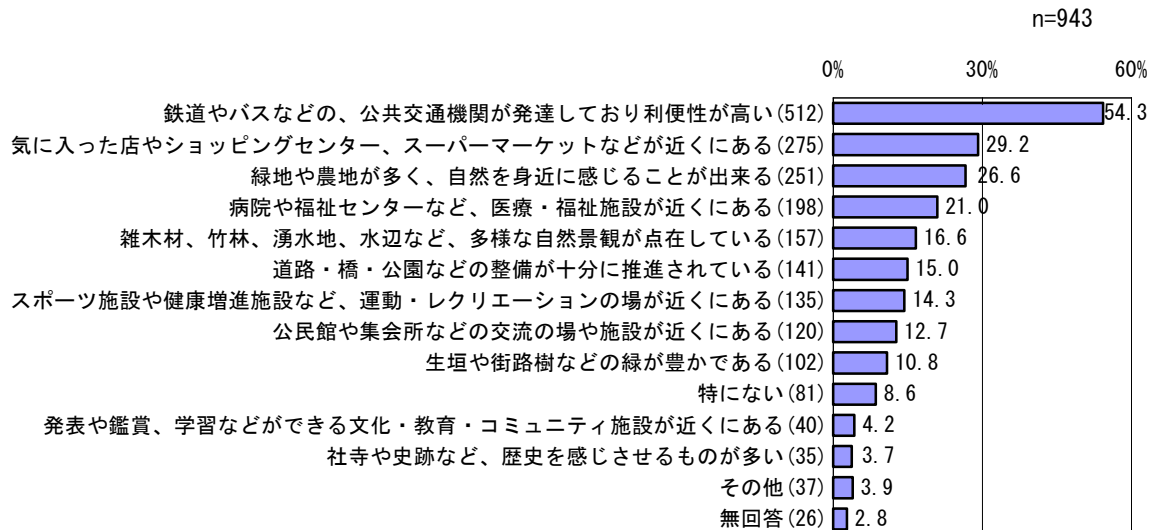 n=943
0% 30% 60%
鉄道やバスなどの、公共交通機関が発達しており利便性が高い(512) 54.3
気に入った店やショッピングセンター、スーパーマーケットなどが近くにある(275) 29.2
緑地や農地が多く、自然を身近に感じることが出来る(251) 26.6
病院や福祉センターなど、医療・福祉施設が近くにある(198) 21.0
雑木材、竹林、湧水地、水辺など、多様な自然景観が点在している(157) 16.6
道路・橋・公園などの整備が十分に推進されている(141) 15.0
スポーツ施設や健康増進施設など、運動・レクリエーションの場が近くにある(135) 14.3
公民館や集会所などの交流の場や施設が近くにある(120) 12.7
生垣や街路樹などの緑が豊かである(102) 10.8
特にない(81) 8.6
発表や鑑賞、学習などができる文化・教育・コミュニティ施設が近くにある(40) 4.2
社寺や史跡など、歴史を感じさせるものが多い(35) 3.7
その他(37) 3.9
無回答(26) 2.8